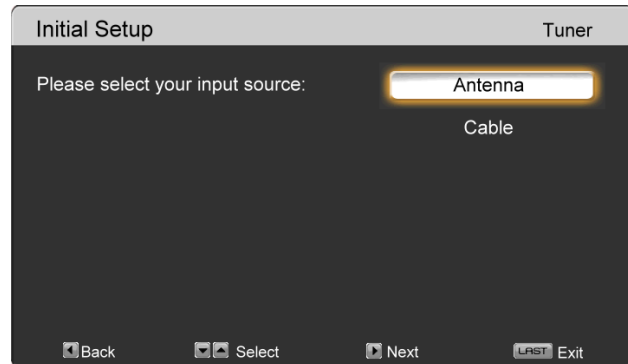 Initial Setup Tuner
Please select your input source: Antenna
Cable
Back Select Next LAST Exit